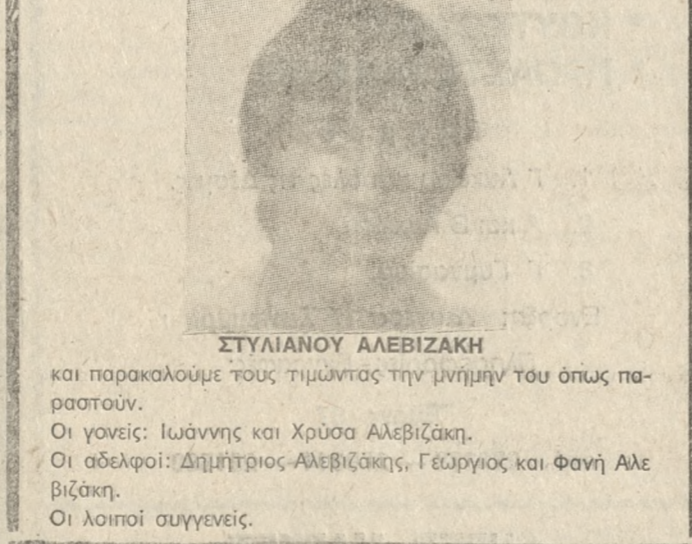 ΣΤΥΛΙΑΝΟΥ ΑΛΕΒΙΖΑΚΗ
και παρακαλούμε τους τιμώντας την μνήμην του όπως πα-
ραστούν.
Οι γονείς: Ιωάννης και Χρύσα Αλεβιζάκη.
Οι αδελφοί: Δημήτριος Αλεβιζάκης, Γεώργιος και Φανή Αλε
βιζάκη.
Οι λοιποί συγγενείς.